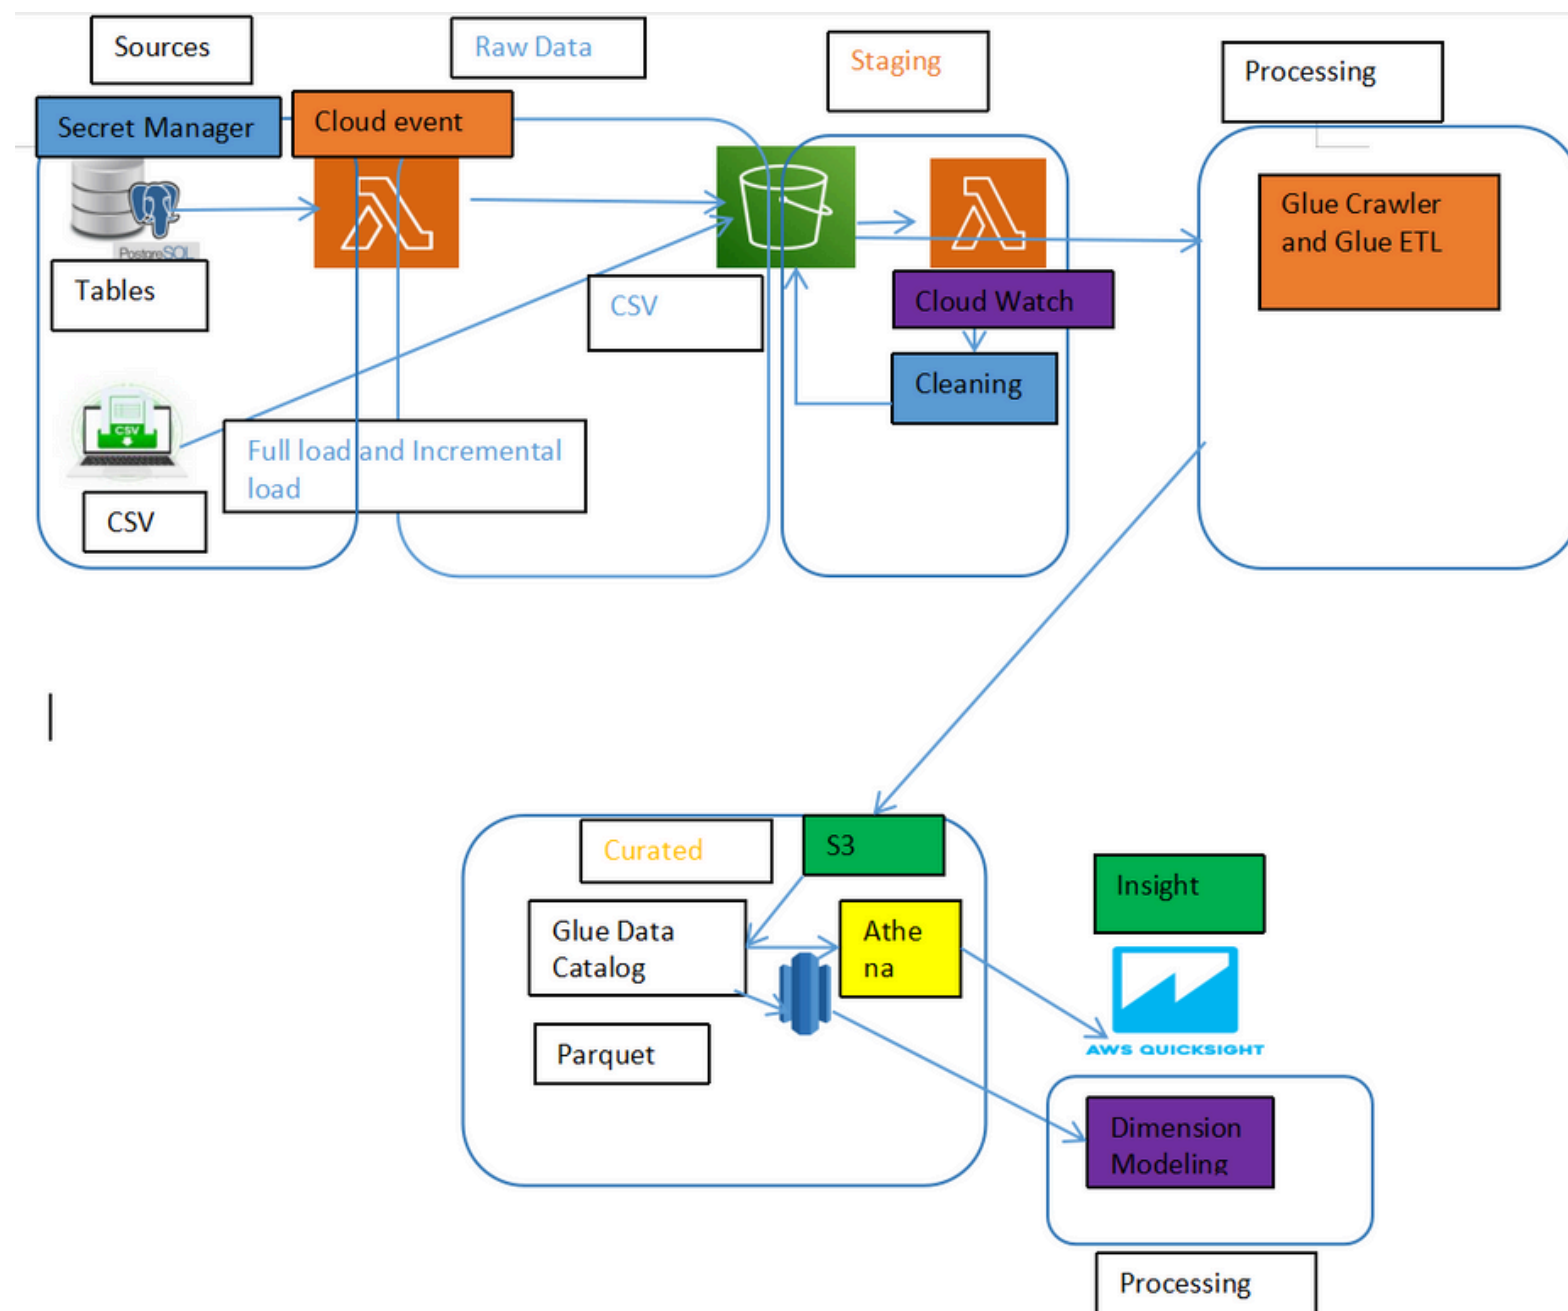 Sources
Raw Data
Staging
Processing
Secret Manager
Cloud event
PostgreSQL
Tables
CSV
Glue Crawler
and Glue ETL
Cloud Watch
Cleaning
CSV
Full load and Incremental
load
CSV
Curated
S3
Glue Data
Catalog
Athe
na
Parquet
Insight
AWS QUICKSIGHT
Dimension
Modeling
Processing